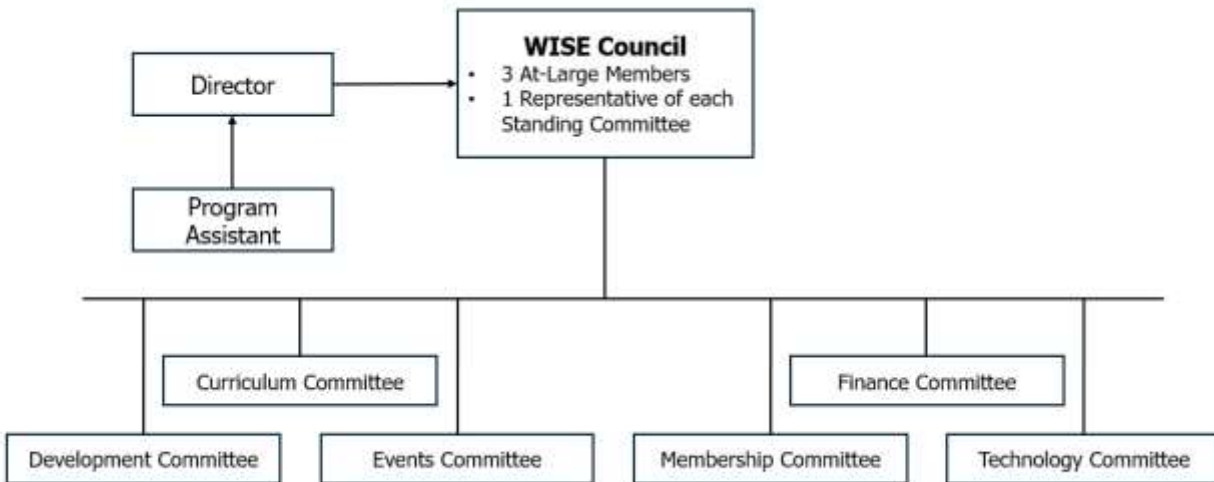 WISE Council
• 3 At-Large Members
• 1 Representative of each
Standing Committee
Director
Program
Assistant
Curriculum Committee
Finance Committee
Development Committee
Events Committee
Membership Committee
Technology Committee